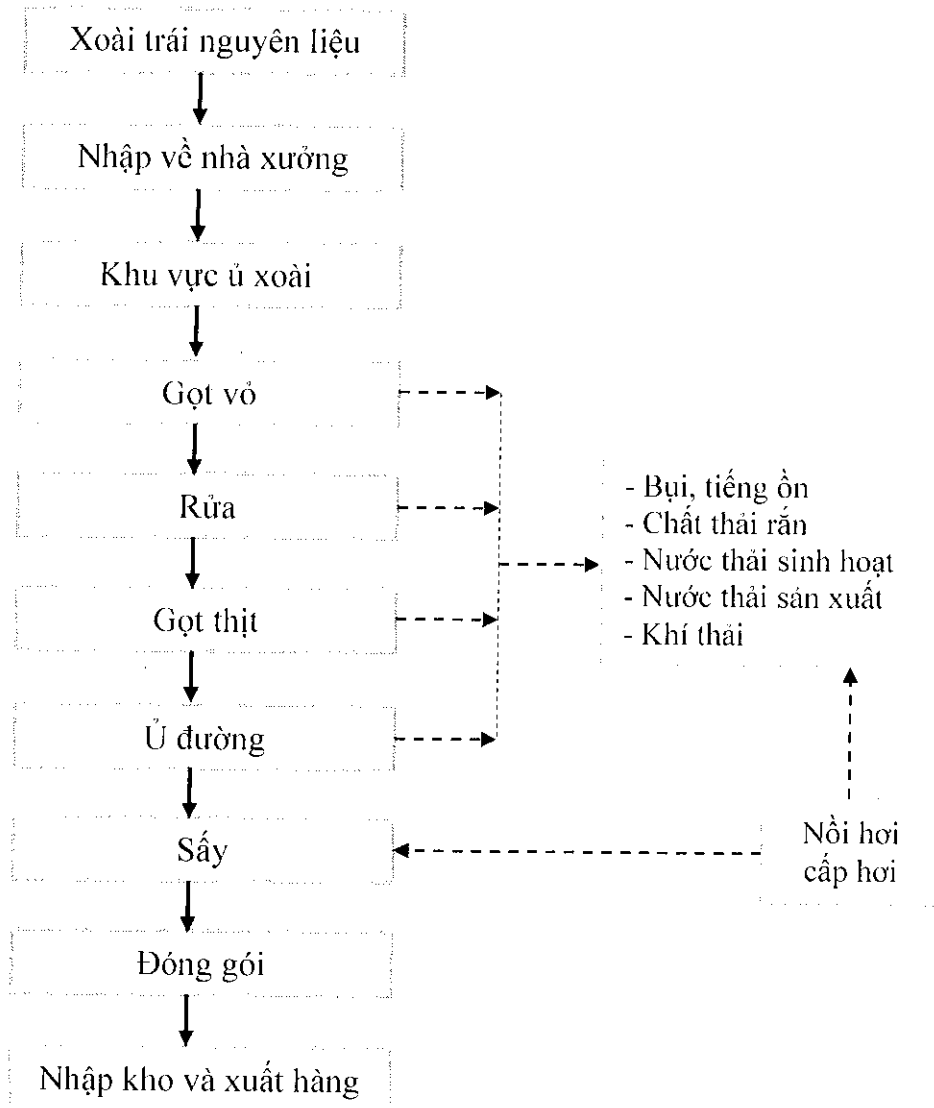 Xoài trái nguyên liệu
Nhập về nhà xưởng
Khu vực ủ xoài
Gọt vỏ
Rửa
Gọt thịt
Ủ đường
Sấy
Đóng gói
Nhập kho và xuất hàng
- Bụi, tiếng ồn
- Chất thải rắn
- Nước thải sinh hoạt
- Nước thải sản xuất
- Khí thải
Nồi hơi
cấp hơi